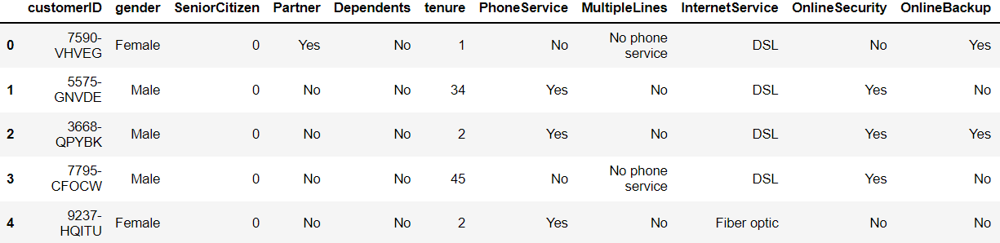 customerID gender SeniorCitizen Partner Dependents tenure PhoneService MultipleLines InternetService OnlineSecurity OnlineBackup
0 7590-VHVEG Female 0 Yes No 1 No No phone service DSL No Yes
1 5575-GNVDE Male 0 No No 34 Yes No DSL Yes No
2 3668-QPYBK Male 0 No No 2 Yes No DSL Yes Yes
3 7795-CFOCW Male 0 No No 45 No No phone service DSL Yes No
4 9237-HQITU Female 0 No No 2 Yes No Fiber optic No No